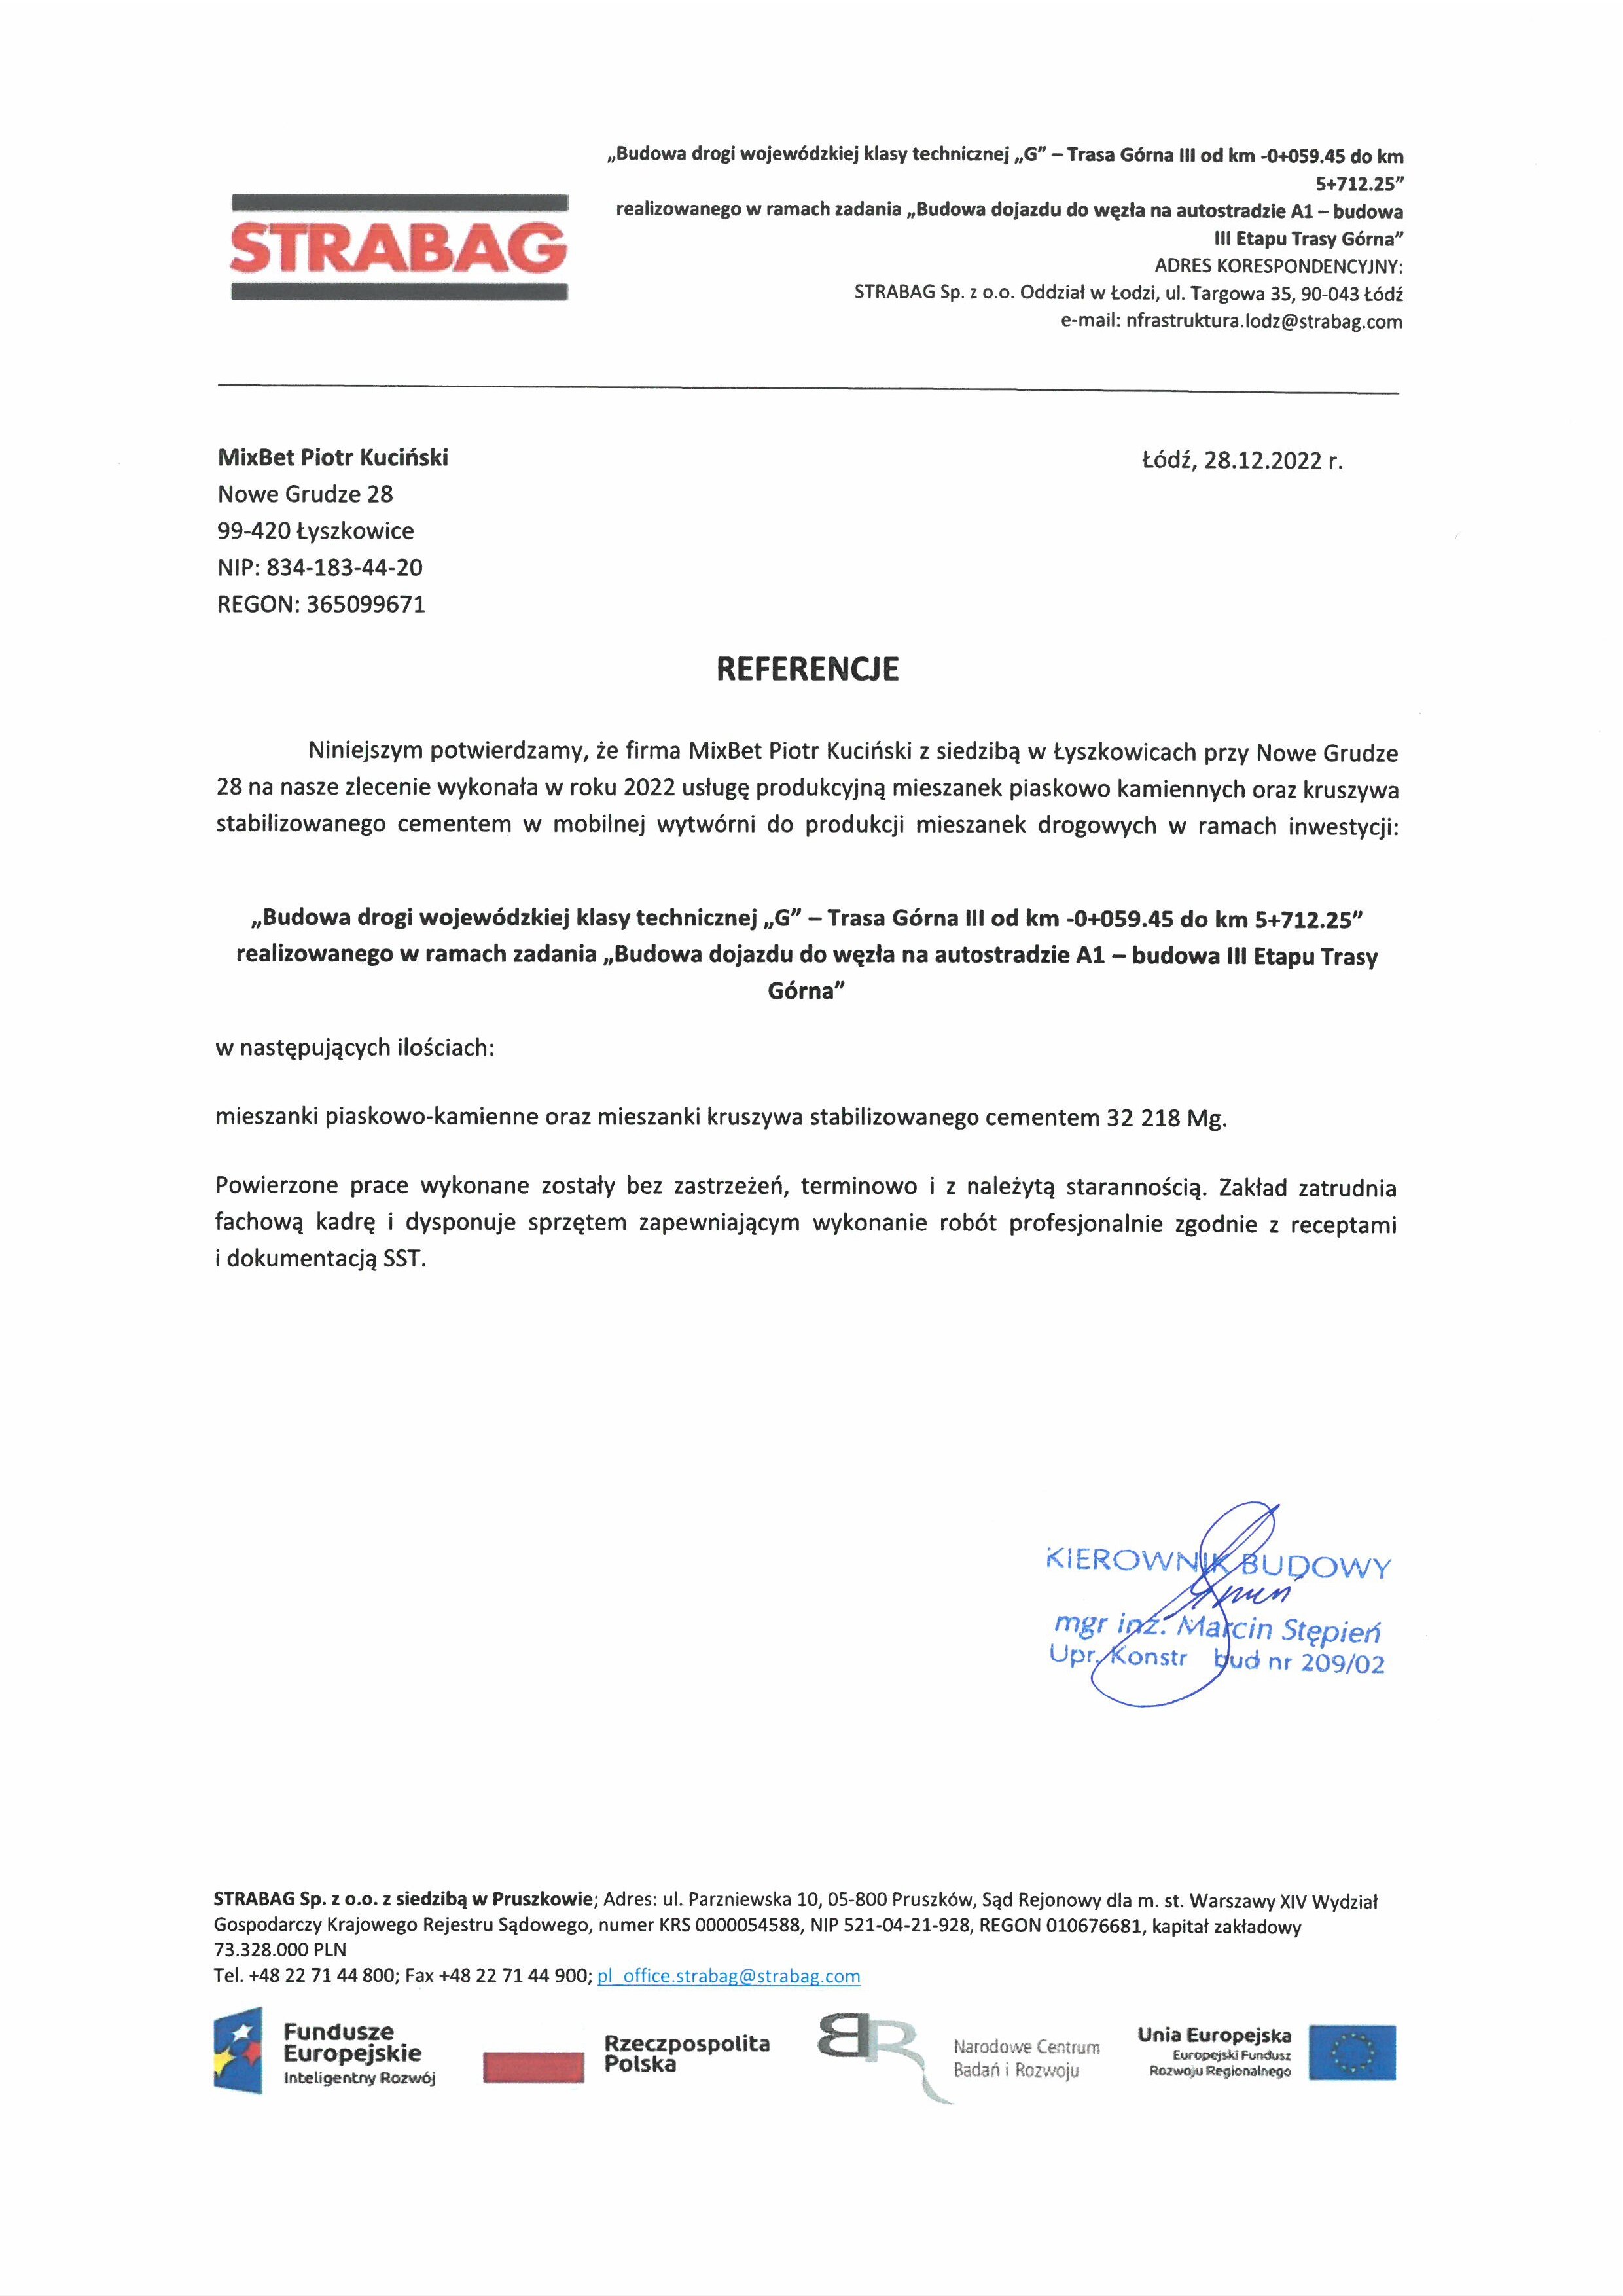 STRABAG
„Budowa drogi wojewódzkiej klasy technicznej „G” – Trasa Górna III od km -0+059.45 do km
5+712.25”
realizowanego w ramach zadania „Budowa dojazdu do węzła na autostradzie A1 – budowa
III Etapu Trasy Górna”
ADRES KORESPONDENCYJNY:
STRABAG Sp. z o.o. Oddział w Łodzi, ul. Targowa 35, 90-043 Łódź
e-mail: nfrastruktura.lodz@strabag.com
MixBet Piotr Kuciński
Łódź, 28.12.2022 r.
Nowe Grudze 28
99-420 Łyszkowice
NIP: 834-183-44-20
REGON: 365099671
REFERENCJE
Niniejszym potwierdzamy, że firma MixBet Piotr Kuciński z siedzibą w Łyszkowicach przy Nowe Grudze
28 na nasze zlecenie wykonała w roku 2022 usługę produkcyjną mieszanek piaskowo kamiennych oraz kruszywa
stabilizowanego cementem w mobilnej wytwórni do produkcji mieszanek drogowych w ramach inwestycji:
„Budowa drogi wojewódzkiej klasy technicznej „G” – Trasa Górna III od km -0+059.45 do km 5+712.25”
realizowanego w ramach zadania „Budowa dojazdu do węzła na autostradzie A1 – budowa III Etapu Trasy
Górna”
w następujących ilościach:
mieszanki piaskowo-kamienne oraz mieszanki kruszywa stabilizowanego cementem 32 218 Mg.
Powierzone prace wykonane zostały bez zastrzeżeń, terminowo i z należytą starannością. Zakład zatrudnia
fachową kadrę i dysponuje sprzętem zapewniającym wykonanie robót profesjonalnie zgodnie z receptami
i dokumentacją SST.
KIEROWNIK BUDOWY
mgr inż. Marcin Stępień
Upr. Konstr bud nr 209/02
STRABAG Sp. z o.o. z siedzibą w Pruszkowie; Adres: ul. Parzniewska 10, 05-800 Pruszków, Sąd Rejonowy dla m. st. Warszawy XIV Wydział
Gospodarczy Krajowego Rejestru Sądowego, numer KRS 0000054588, NIP 521-04-21-928, REGON 010676681, kapitał zakładowy
73.328.000 PLN
Tel. +48 22 71 44 800; Fax +48 22 71 44 900; pl_office.strabag@strabag.com
Fundusze
Europejskie
Inteligentny Rozwój
Rzeczpospolita
Polska
Narodowe Centrum
Badań i Rozwoju
Unia Europejska
Europejski Fundusz
Rozwoju Regionalnego